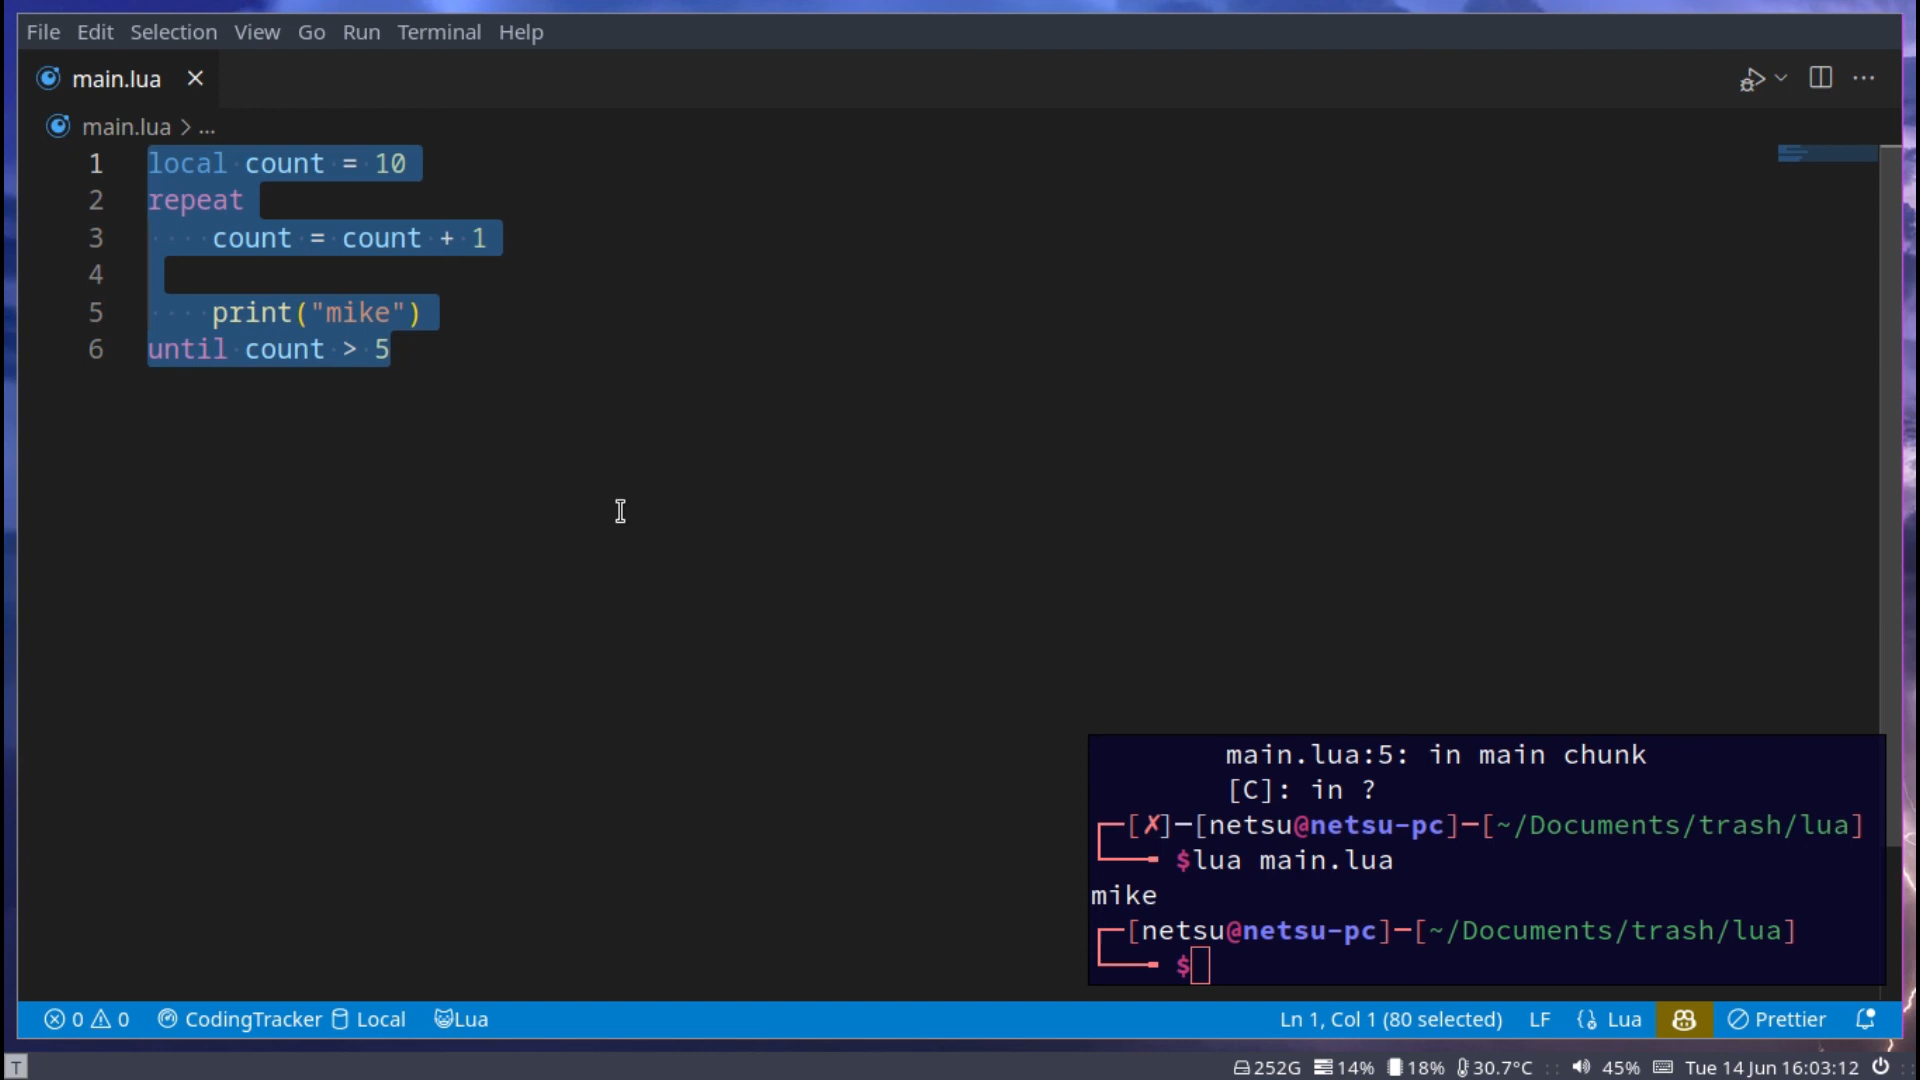 File Edit Selection View Go Run Terminal Help
main.lua
main.lua > ...
1 local count = 10
2 repeat
3 count = count + 1
4
5 print("mike")
6 until count > 5
main.lua:5: in main chunk
[C]: in ?
[✗]─[netsu@netsu-pc]─[~/Documents/trash/lua]
$lua main.lua
mike
[netsu@netsu-pc]─[~/Documents/trash/lua]
$
0 0 CodingTracker Local Lua Ln 1, Col 1 (80 selected) LF Lua Prettier
T 252G 14% 18% 30.7°C 45% Tue 14 Jun 16:03:12